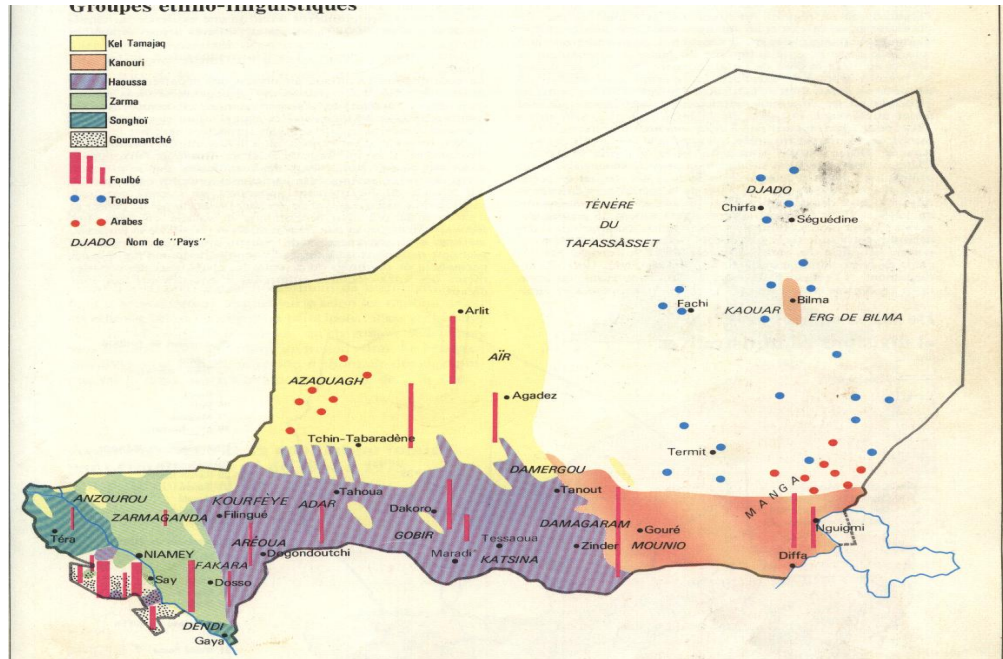 Groupes ethno-linguistiques
Kel Tamajaq
Kanouri
Haoussa
Zarma
Songhoï
Gourmantché
Foulbé
Toubous
Arabes
DJADO Nom de "Pays"
TÉNÉRÉ
DU
TAFASSÀSSET
DJADO
Chirfa
Séguédine
Fachi
KAOUAR
Bilma
ERG DE BILMA
Arlit
AÏR
AZAOUAGH
Agadez
Tchin-Tabaradène
Termit
DAMERGOU
Tanout
MANGA
ANZOUROU
ZARMAGANDA
KOURFÈYE
Filingué
ADAR
Tahoua
Dakoro
GOBIR
DAMAGARAM
Gouré
MOUNIO
Nguigmi
Téra
NIAMEY
ARÉOUA
Dogondoutchi
Maradi
Tessaoua
KATSINA
Zinder
Diffa
Say
FAKARA
Dosso
DENDI
Gaya